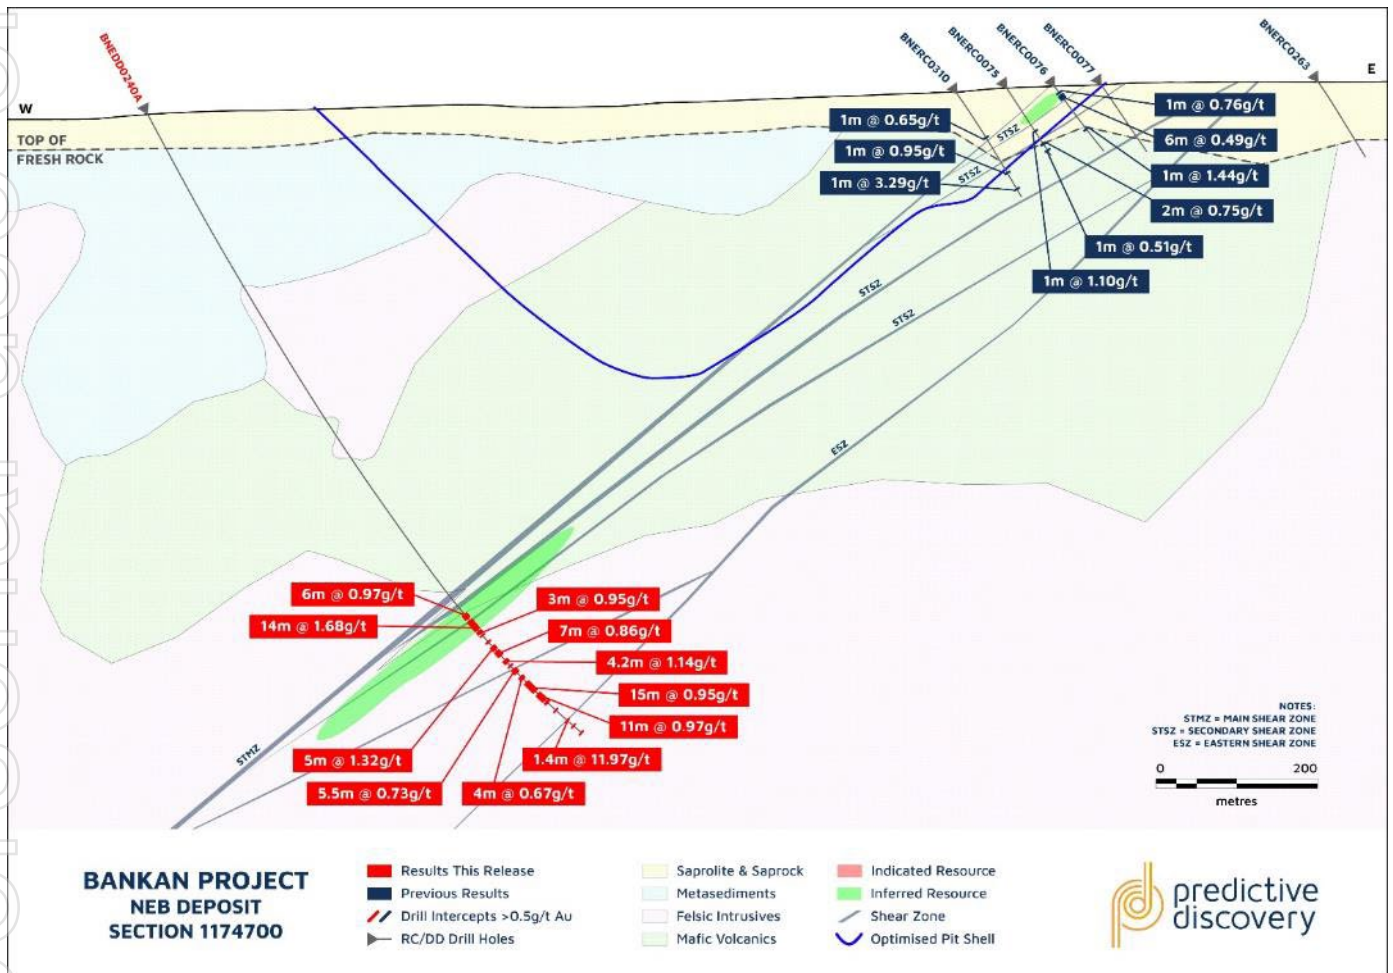 BNEDD0240A
BNERC0310
BNERC0075
BNERC0076
BNERC0077
BNERC0263
W
E
TOP OF
FRESH ROCK
1m @ 0.65g/t
1m @ 0.95g/t
1m @ 3.29g/t
1m @ 0.76g/t
6m @ 0.49g/t
1m @ 1.44g/t
2m @ 0.75g/t
1m @ 0.51g/t
1m @ 1.10g/t
STSZ
STSZ
STSZ
STSZ
ESZ
STMZ
6m @ 0.97g/t
14m @ 1.68g/t
3m @ 0.95g/t
7m @ 0.86g/t
4.2m @ 1.14g/t
15m @ 0.95g/t
11m @ 0.97g/t
1.4m @ 11.97g/t
5m @ 1.32g/t
5.5m @ 0.73g/t
4m @ 0.67g/t
NOTES:
STMZ = MAIN SHEAR ZONE
STSZ = SECONDARY SHEAR ZONE
ESZ = EASTERN SHEAR ZONE
0 200
metres
BANKAN PROJECT
NEB DEPOSIT
SECTION 1174700
Results This Release
Previous Results
Drill Intercepts >0.5g/t Au
RC/DD Drill Holes
Saprolite & Saprock
Metasediments
Felsic Intrusives
Mafic Volcanics
Indicated Resource
Inferred Resource
Shear Zone
Optimised Pit Shell
predictive
discovery